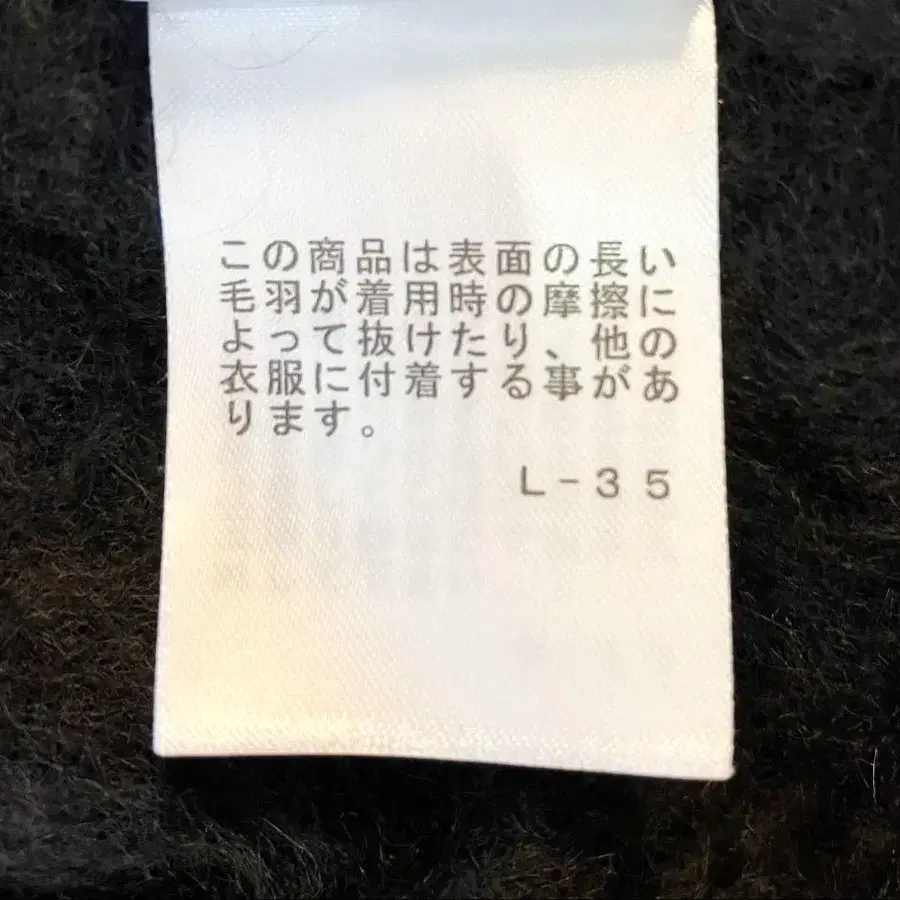 この商品は表面の長い
毛羽が着用時の摩擦に
よって抜けたり、他の
衣服に付着する事があ
ります。
L-35